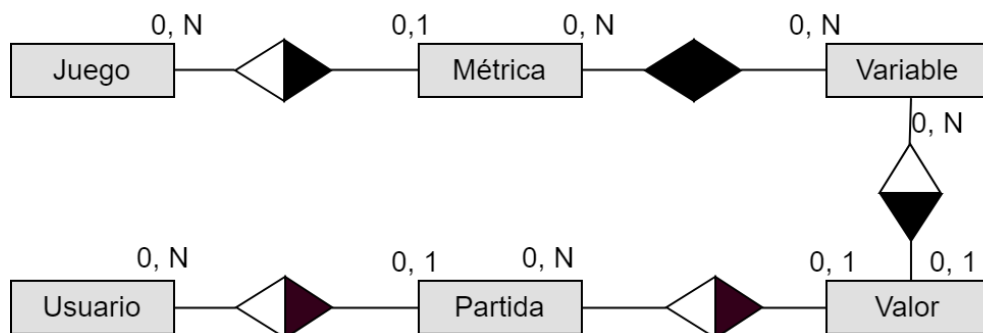 0, N 0,1 0, N 0, N
Juego Métrica Variable
0, N
0, N 0, 1 0, N 0, 1 0, 1
Usuario Partida Valor